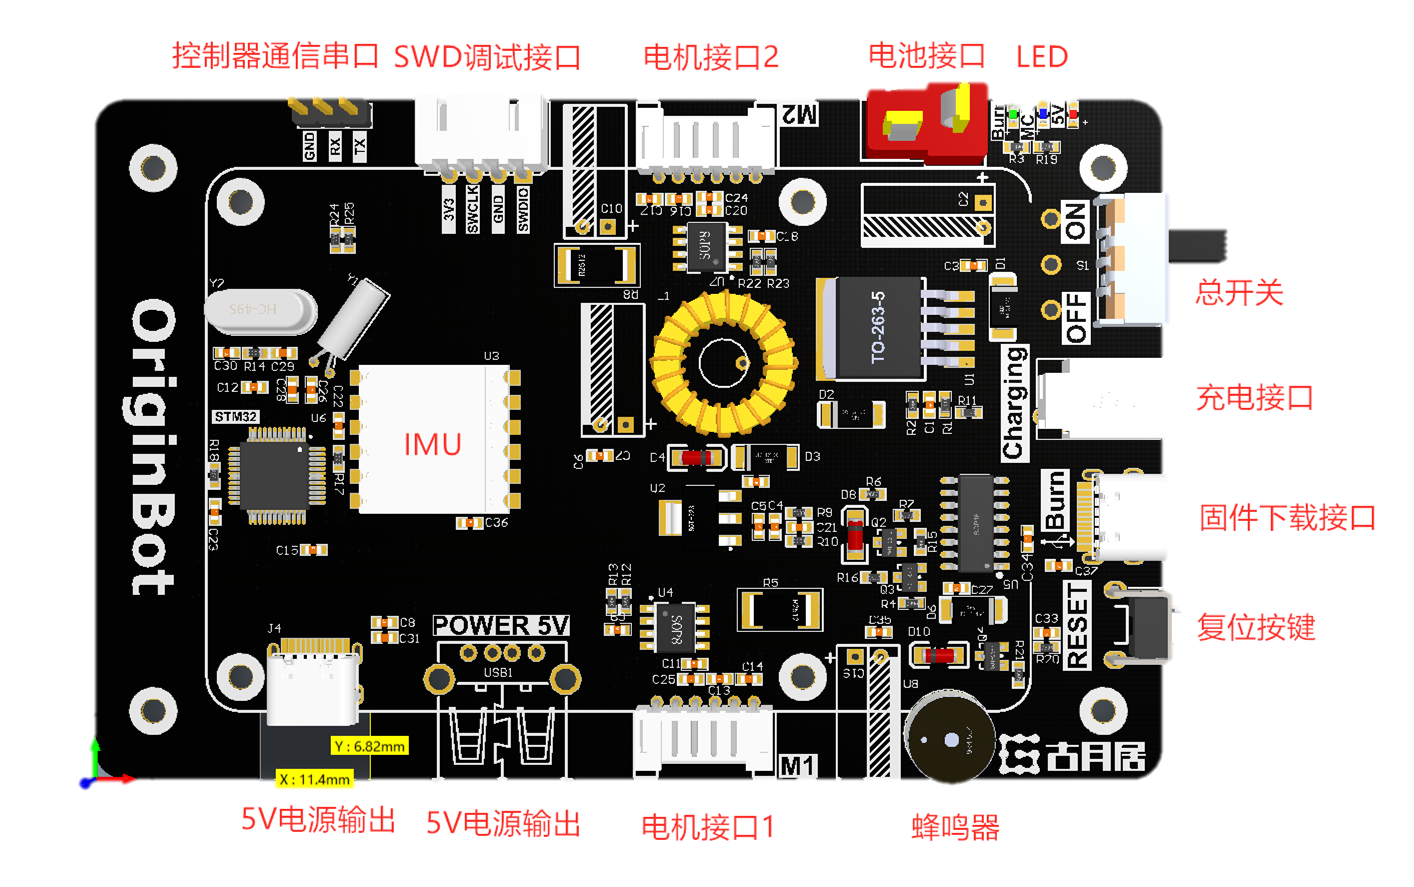 控制器通信串口
SWD调试接口
电机接口2
电池接口
LED
GND
RX
TX
3V3
SWCLK
GND
SWDIO
M2
Burn
MC
5V
R3
R19
C10
C24
C20
C17
C16
C2
ON
S1
OFF
总开关
R24
R25
SOP8
C18
R22
R23
U7
C3
D1
R8
L1
TO-263-5
U1
Y2
HC-49S
Y1
OriginBot
C30
R14
C29
C12
C28
C26
C22
U3
IMU
STM32
U6
R18
R17
C23
C15
C36
D2
R2
C1
R1
R11
Charging
充电接口
C4
D3
U2
C5
C4
R9
C21
R10
D8
R6
R7
Q2
R15
R16
Q3
R4
D6
C27
U5
C34
C37
Burn
固件下载接口
R13
R12
U4
SOP8
R5
C8
C31
J4
POWER 5V
USB1
C11
C25
C13
C14
C35
D10
C33
R20
RESET
复位按键
M1
古月居
Y : 6.82mm
X : 11.4mm
5V电源输出
5V电源输出
电机接口1
蜂鸣器